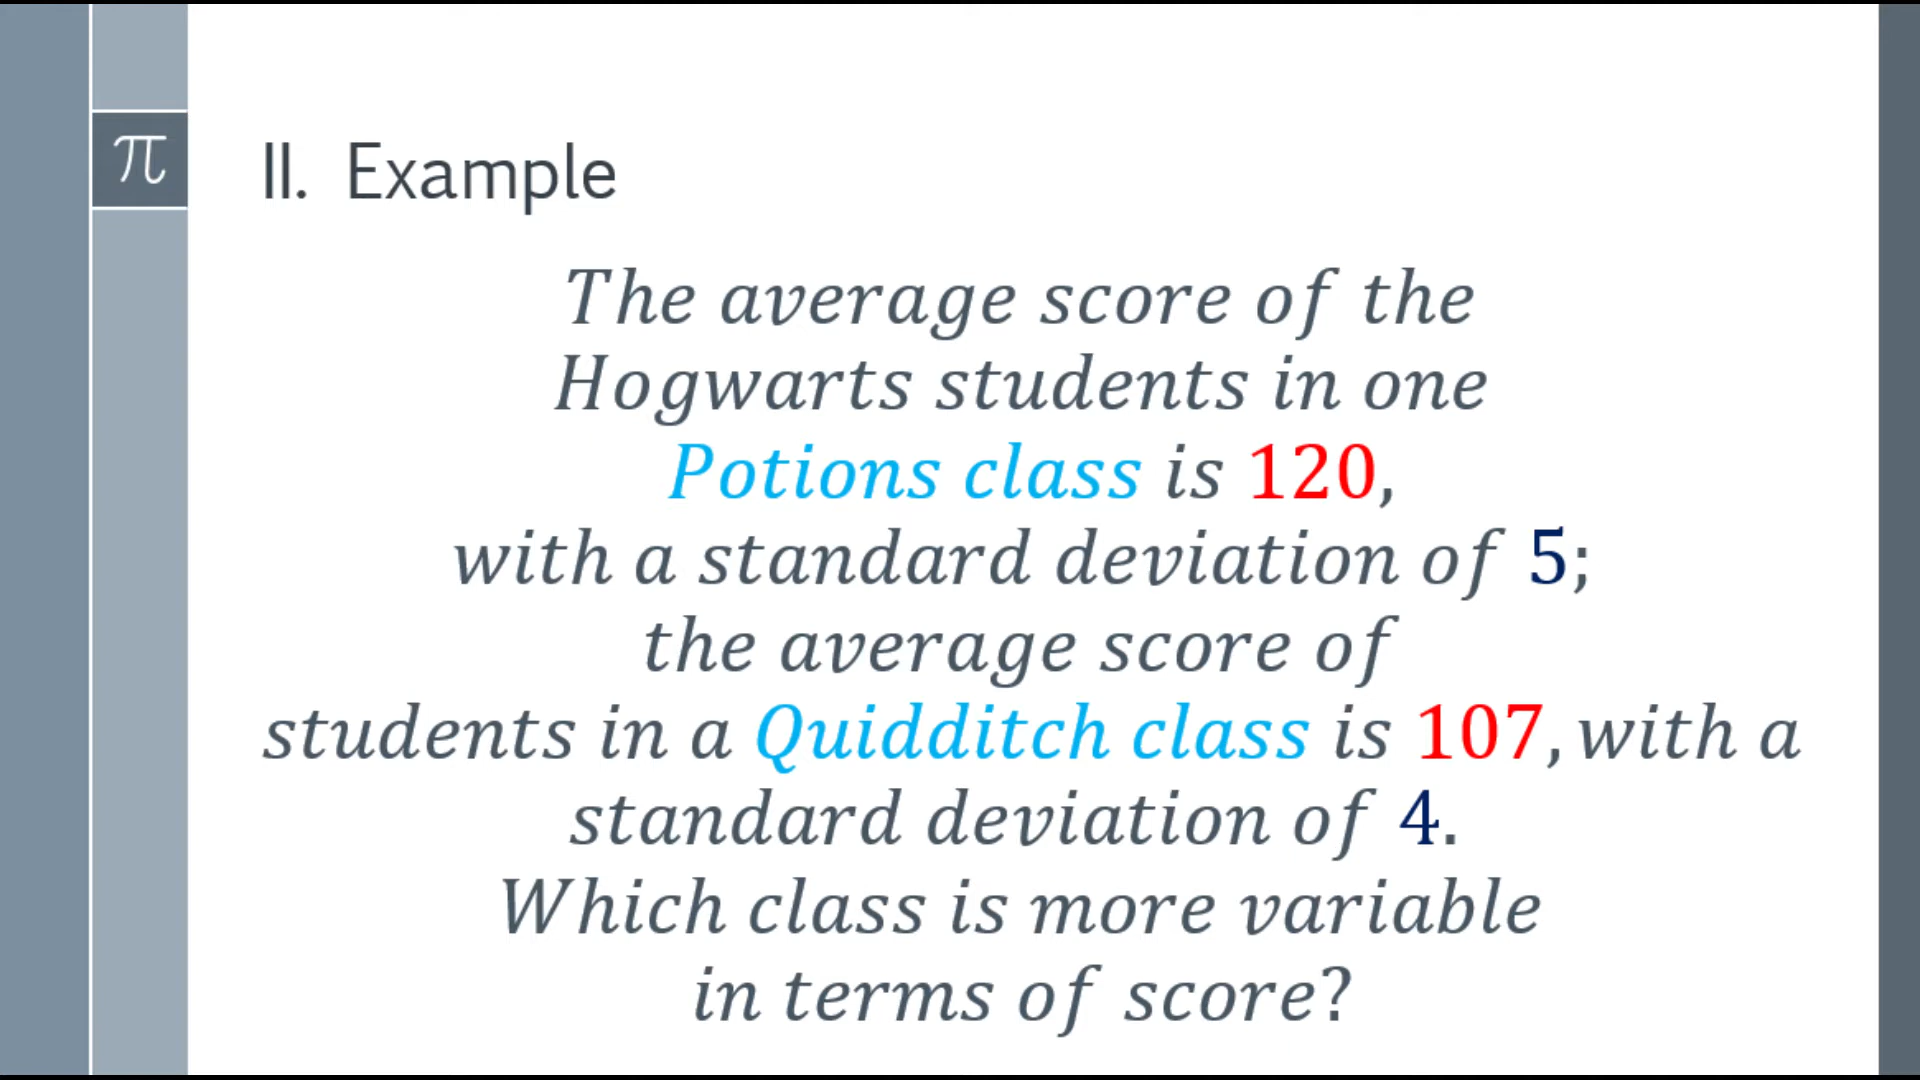 π
II. Example
The average score of the
Hogwarts students in one
Potions class is 120,
with a standard deviation of 5;
the average score of
students in a Quidditch class is 107, with a
standard deviation of 4.
Which class is more variable
in terms of score?